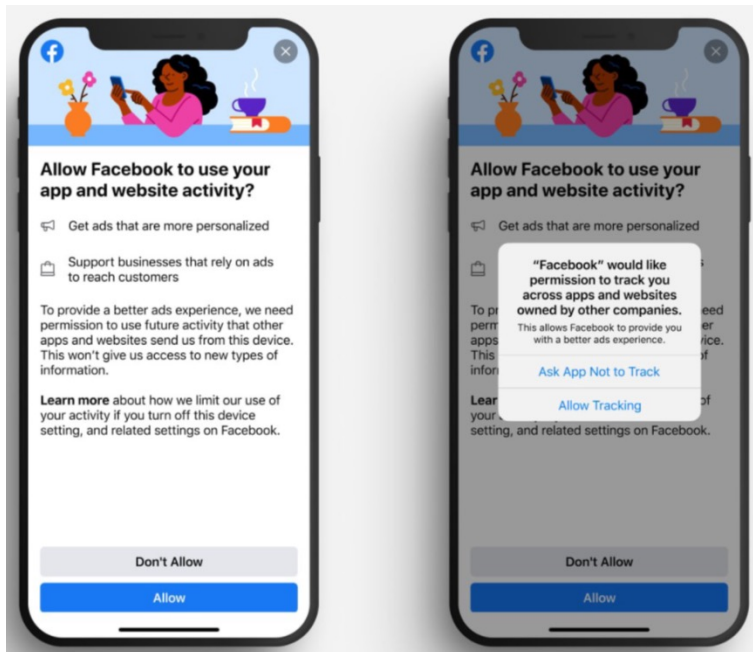 Allow Facebook to use your
app and website activity?
Get ads that are more personalized
Support businesses that rely on ads
to reach customers
To provide a better ads experience, we need
permission to use future activity that other
apps and websites send us from this device.
This won't give us access to new types of
information.
Learn more about how we limit our use of
your activity if you turn off this device
setting, and related settings on Facebook.
Don't Allow
Allow
Allow Facebook to use your
app and website activity?
Get ads that are more personalized
"Facebook" would like
permission to track you
across apps and websites
owned by other companies.
This allows Facebook to provide you
with a better ads experience.
Ask App Not to Track
Allow Tracking
setting, and related settings on Facebook.
Don't Allow
Allow